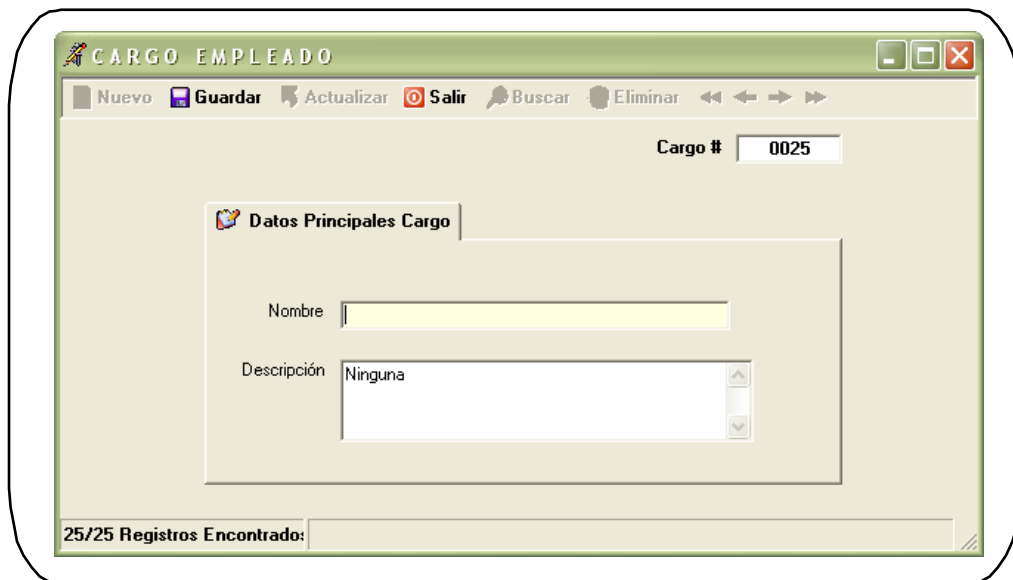 CARGO EMPLEADO
Nuevo Guardar Actualizar Salir Buscar Eliminar
Cargo # 0025
Datos Principales Cargo
Nombre
Descripción Ninguna
25/25 Registros Encontrados